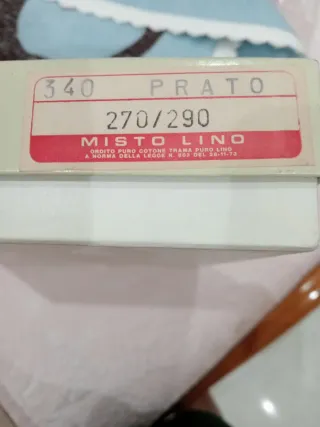 340 PRATO
270/290
MISTO LINO
ORDITO PURO COTONE TRAMA PURO LINO
A NORMA DELLA LEGGE N. 883 DEL 26-11-73